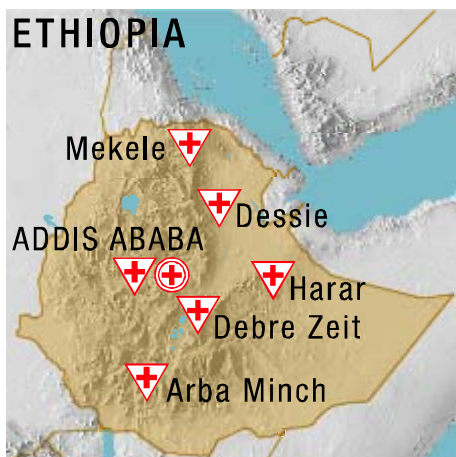 ETHIOPIA
Mekele
Dessie
ADDIS ABABA
Harar
Debre Zeit
Arba Minch